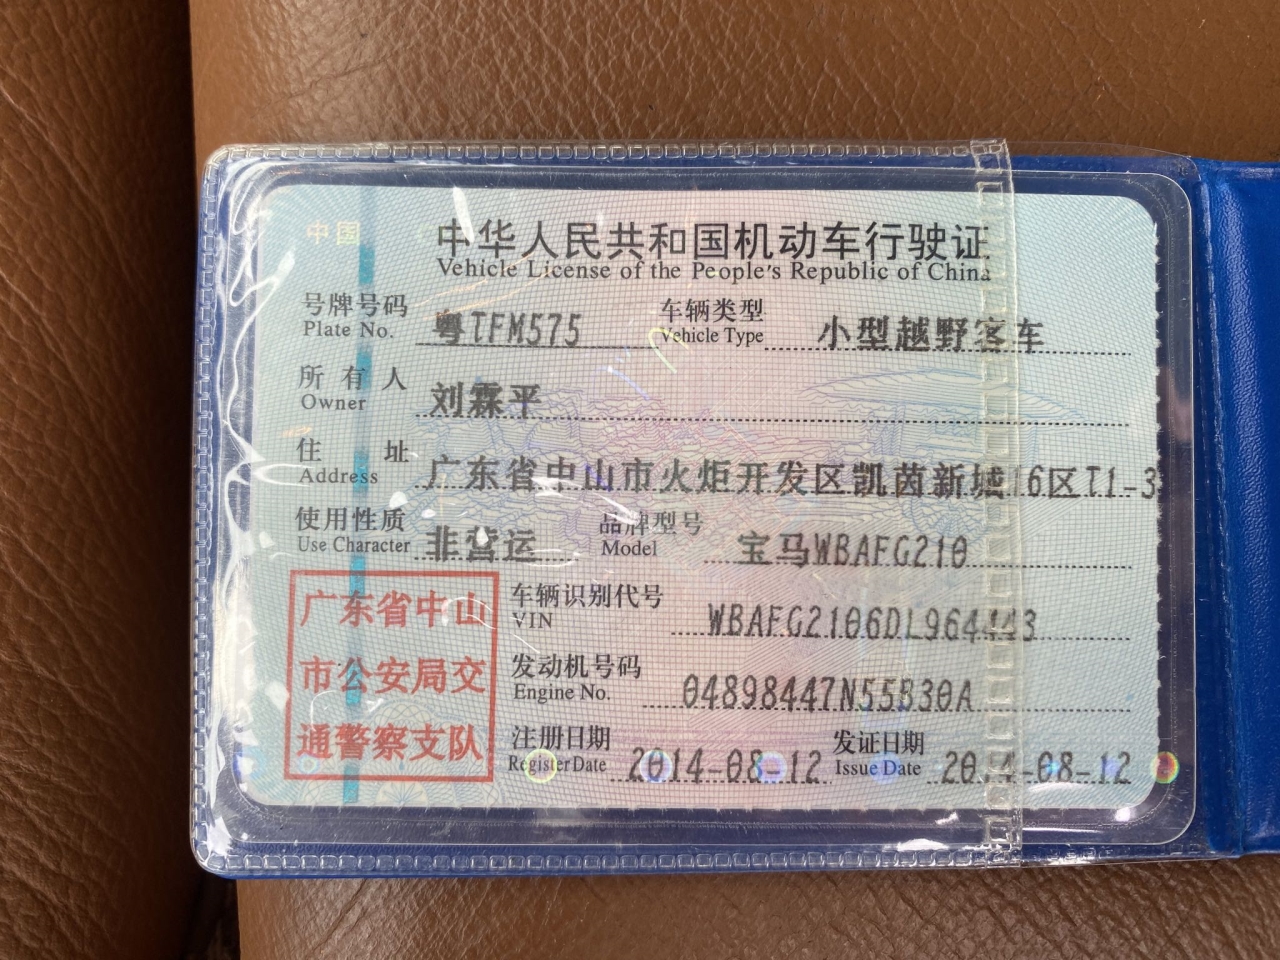 中国
中华人民共和国机动车行驶证
Vehicle License of the People's Republic of China
号牌号码 粤TFM575 车辆类型 小型越野客车
Plate No. Vehicle Type
所有人 刘霖平
Owner
住址 广东省中山市火炬开发区凯茵新城16区T1-3
Address
使用性质 非营运 品牌型号 宝马WBAFG210
Use Character Model
广东省中山
市公安局交
通警察支队
车辆识别代号 WBAFG2106DL964443
VIN
发动机号码 04898447N55B30A
Engine No.
注册日期 2014-08-12 发证日期 2014-08-12
Register Date Issue Date